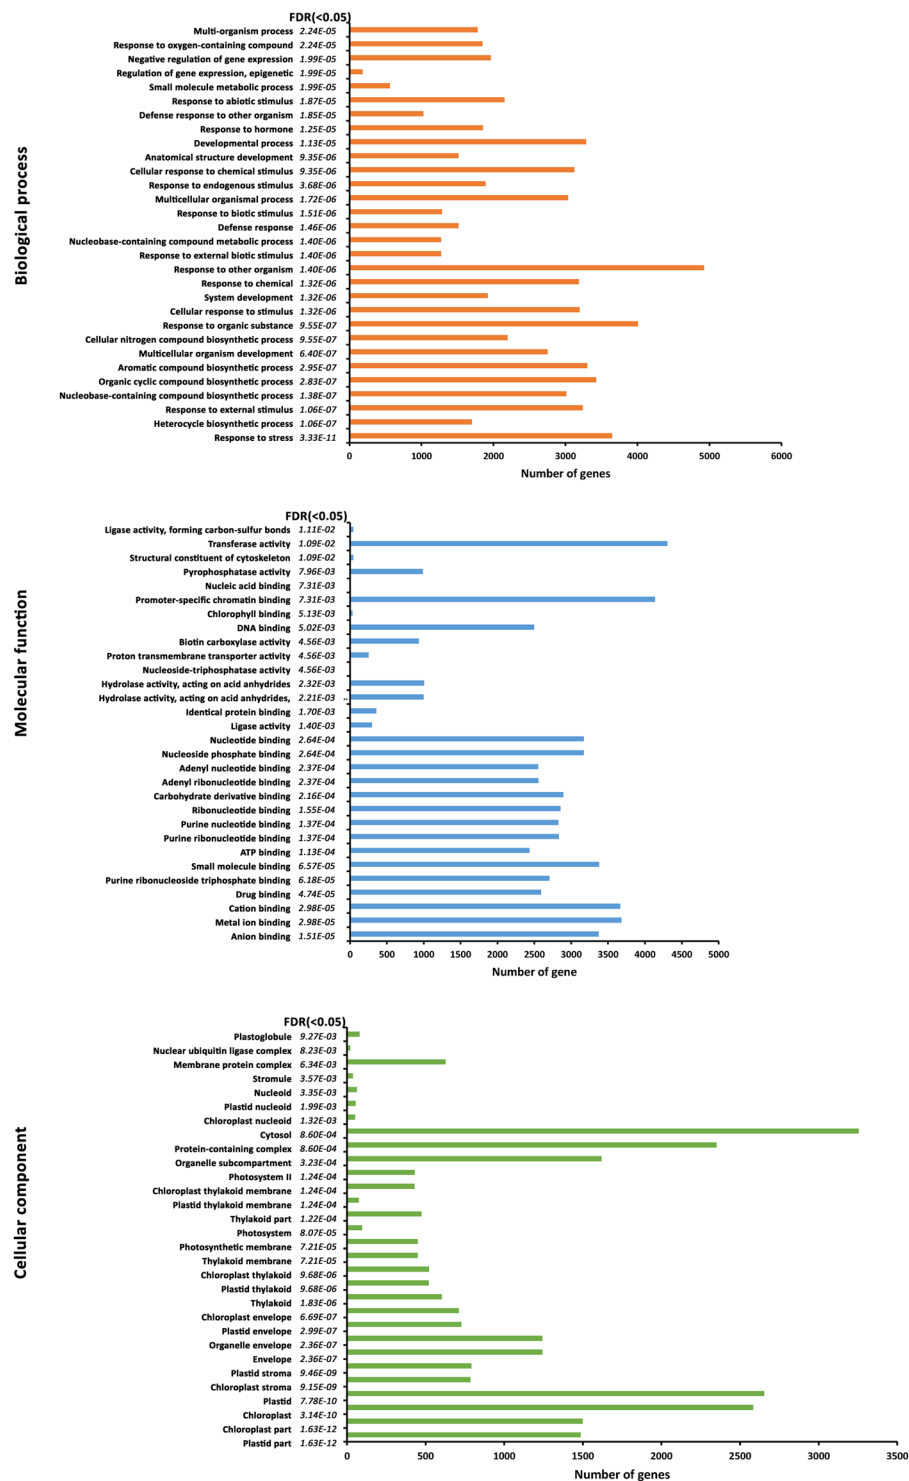 FDR(<0.05)
Multi-organism process 2.24E-05
Response to oxygen-containing compound 2.24E-05
Negative regulation of gene expression 1.99E-05
Regulation of gene expression, epigenetic 1.99E-05
Small molecule metabolic process 1.99E-05
Response to abiotic stimulus 1.87E-05
Defense response to other organism 1.85E-05
Response to hormone 1.25E-05
Developmental process 1.13E-05
Anatomical structure development 9.35E-06
Cellular response to chemical stimulus 9.35E-06
Response to endogenous stimulus 3.68E-06
Multicellular organismal process 1.72E-06
Response to biotic stimulus 1.51E-06
Defense response 1.46E-06
Nucleobase-containing compound metabolic process 1.40E-06
Response to external biotic stimulus 1.40E-06
Response to other organism 1.40E-06
Response to chemical 1.32E-06
System development 1.32E-06
Cellular response to stimulus 1.32E-06
Response to organic substance 9.55E-07
Cellular nitrogen compound biosynthetic process 9.55E-07
Multicellular organism development 6.40E-07
Aromatic compound biosynthetic process 2.95E-07
Organic cyclic compound biosynthetic process 2.83E-07
Nucleobase-containing compound biosynthetic process 1.38E-07
Response to external stimulus 1.06E-07
Heterocycle biosynthetic process 1.06E-07
Response to stress 3.33E-11
0 1000 2000 3000 4000 5000 6000
Number of genes
Biological process
FDR(<0.05)
Ligase activity, forming carbon-sulfur bonds 1.11E-02
Transferase activity 1.09E-02
Structural constituent of cytoskeleton 1.09E-02
Pyrophosphatase activity 7.96E-03
Nucleic acid binding 7.31E-03
Promoter-specific chromatin binding 7.31E-03
Chlorophyll binding 5.13E-03
DNA binding 5.02E-03
Biotin carboxylase activity 4.56E-03
Proton transmembrane transporter activity 4.56E-03
Nucleoside-triphosphatase activity 4.56E-03
Hydrolase activity, acting on acid anhydrides 2.32E-03
Hydrolase activity, acting on acid anhydrides, 2.21E-03 ..
Identical protein binding 1.70E-03
Ligase activity 1.40E-03
Nucleotide binding 2.64E-04
Nucleoside phosphate binding 2.64E-04
Adenyl nucleotide binding 2.37E-04
Adenyl ribonucleotide binding 2.37E-04
Carbohydrate derivative binding 2.16E-04
Ribonucleotide binding 1.55E-04
Purine nucleotide binding 1.37E-04
Purine ribonucleotide binding 1.37E-04
ATP binding 1.13E-04
Small molecule binding 6.57E-05
Purine ribonucleoside triphosphate binding 6.18E-05
Drug binding 4.74E-05
Cation binding 2.98E-05
Metal ion binding 2.98E-05
Anion binding 1.51E-05
0 500 1000 1500 2000 2500 3000 3500 4000 4500 5000
Number of gene
Molecular function
FDR(<0.05)
Plastoglobule 9.27E-03
Nuclear ubiquitin ligase complex 8.23E-03
Membrane protein complex 6.34E-03
Stromule 3.57E-03
Nucleoid 3.35E-03
Plastid nucleoid 1.99E-03
Chloroplast nucleoid 1.32E-03
Cytosol 8.60E-04
Protein-containing complex 8.60E-04
Organelle subcompartment 3.23E-04
Photosystem II 1.24E-04
Chloroplast thylakoid membrane 1.24E-04
Plastid thylakoid membrane 1.24E-04
Thylakoid part 1.22E-04
Photosystem 8.07E-05
Photosynthetic membrane 7.21E-05
Thylakoid membrane 7.21E-05
Chloroplast thylakoid 9.68E-06
Plastid thylakoid 9.68E-06
Thylakoid 1.83E-06
Chloroplast envelope 6.69E-07
Plastid envelope 2.99E-07
Organelle envelope 2.36E-07
Envelope 2.36E-07
Plastid stroma 9.46E-09
Chloroplast stroma 9.15E-09
Plastid 7.78E-10
Chloroplast 3.14E-10
Chloroplast part 1.63E-12
Plastid part 1.63E-12
0 500 1000 1500 2000 2500 3000 3500
Number of genes
Cellular component